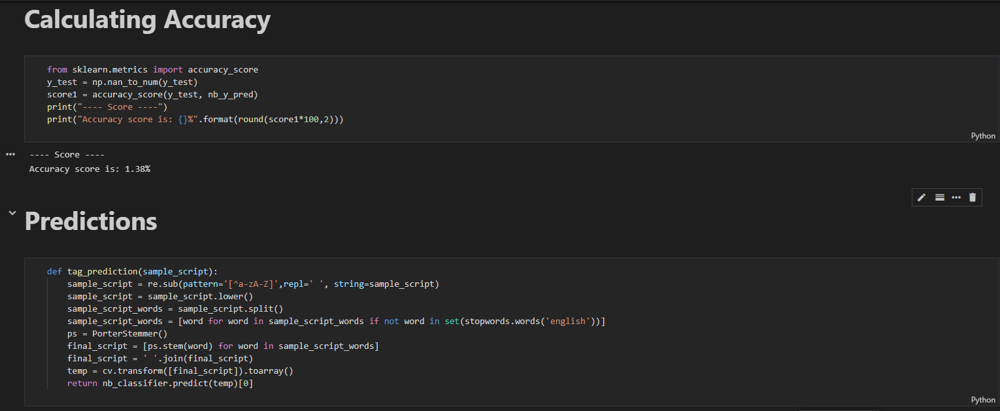 Calculating Accuracy
from sklearn.metrics import accuracy_score
y_test = np.nan_to_num(y_test)
score1 = accuracy_score(y_test, nb_y_pred)
print("---- Score ----")
print("Accuracy score is: {}%".format(round(score1*100,2)))
Python
---- Score ----
Accuracy score is: 1.38%
Predictions
def tag_prediction(sample_script):
    sample_script = re.sub(pattern='[^a-zA-Z]',repl=' ', string=sample_script)
    sample_script = sample_script.lower()
    sample_script_words = sample_script.split()
    sample_script_words = [word for word in sample_script_words if not word in set(stopwords.words('english'))]
    ps = PorterStemmer()
    final_script = [ps.stem(word) for word in sample_script_words]
    final_script = ' '.join(final_script)
    temp = cv.transform([final_script]).toarray()
    return nb_classifier.predict(temp)[0]
Python